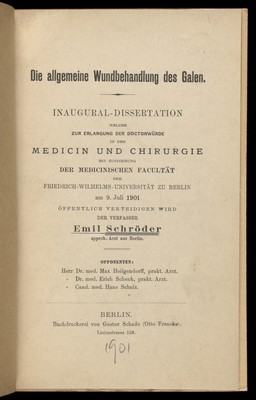 Die allgemeine Wundbehandlung des Galen.
INAUGURAL-DISSERTATION
WELCHE
ZUR ERLANGUNG DER DOCTORWÜRDE
IN DER
MEDICIN UND CHIRURGIE
MIT ZUSTIMMUNG
DER MEDICINISCHEN FACULTÄT
DER
FRIEDRICH-WILHELMS-UNIVERSITÄT ZU BERLIN
am 9. Juli 1901
ÖFFENTLICH VERTEIDIGEN WIRD
DER VERFASSER
Emil Schröder
approb. Arzt aus Berlin.
OPPONENTEN:
Herr Dr. med. Max Heilgendorff, prakt. Arzt.
- Dr. med. Erich Schenk, prakt. Arzt.
- Cand. med. Hans Schulz.
BERLIN.
Buchdruckerei von Gustav Schade (Otto Francke).
Linienstrasse 158.
1901